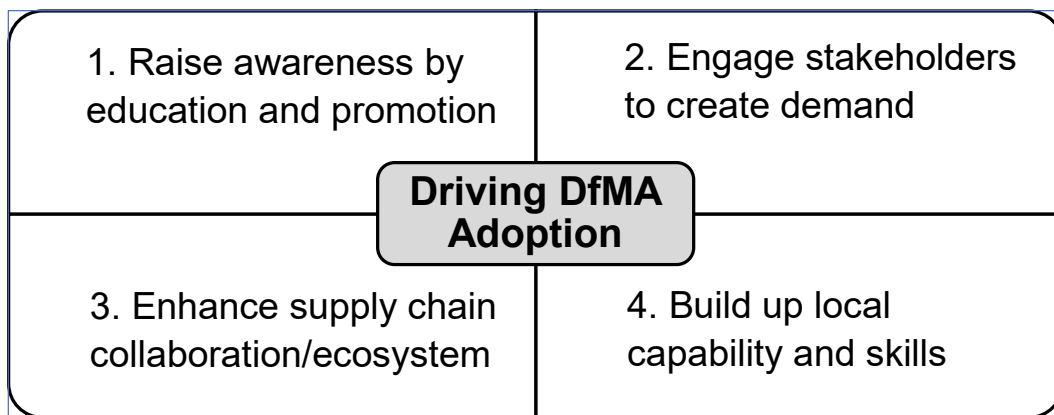 1. Raise awareness by
education and promotion
2. Engage stakeholders
to create demand
Driving DfMA
Adoption
3. Enhance supply chain
collaboration/ecosystem
4. Build up local
capability and skills